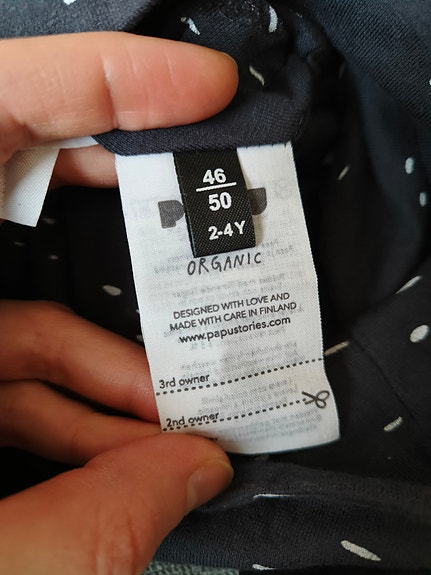 46
50
2-4 Y
ORGANIC
DESIGNED WITH LOVE AND
MADE WITH CARE IN FINLAND
www.papustories.com
3rd owner
2nd owner